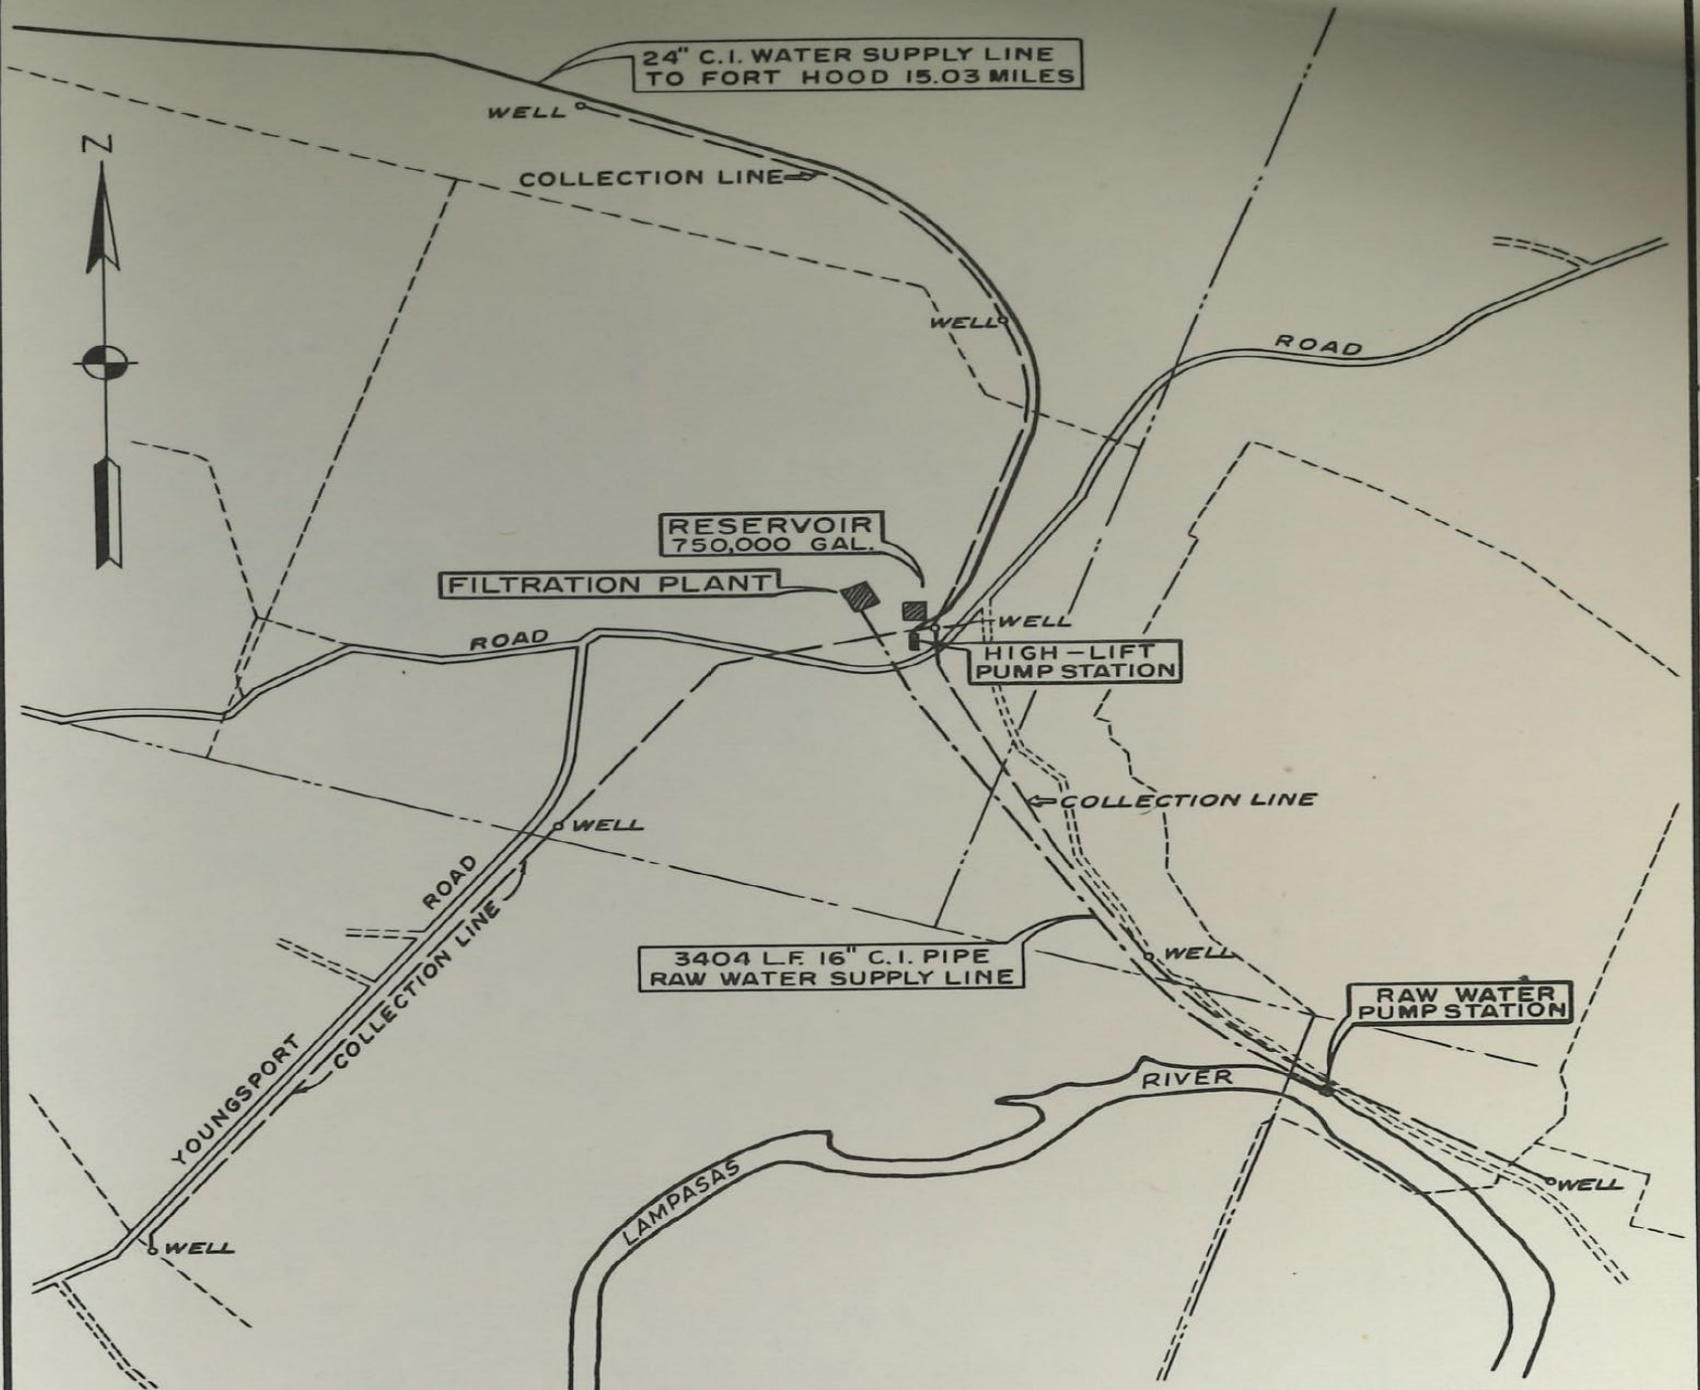 24" C.I. WATER SUPPLY LINE
TO FORT HOOD 15.03 MILES
WELL
N
COLLECTION LINE
WELL
ROAD
RESERVOIR
750,000 GAL.
FILTRATION PLANT
WELL
ROAD
HIGH-LIFT
PUMP STATION
COLLECTION LINE
WELL
ROAD
COLLECTION LINE
YOUNGSPORT
3404 L.F. 16" C.I. PIPE
RAW WATER SUPPLY LINE
WELL
RAW WATER
PUMP STATION
RIVER
LAMPASAS
WELL
WELL